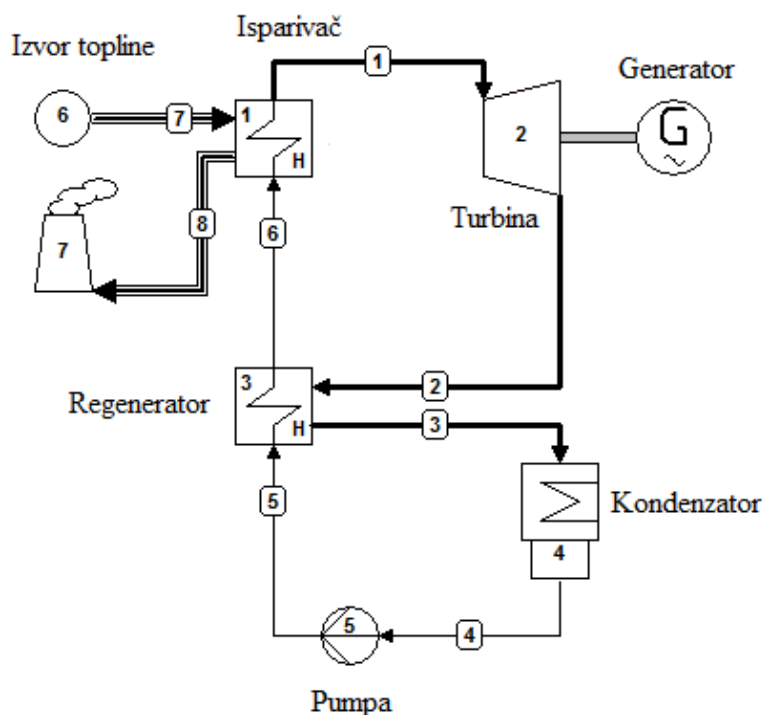 Isparivač
Izvor topline
1
Generator
6
7
1
H
2
G
~
8
6
Turbina
7
3
H
2
Regenerator
3
5
Kondenzator
4
5
4
Pumpa